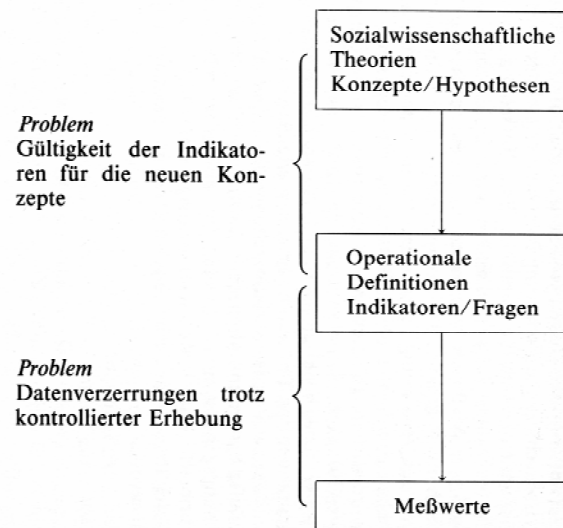 Sozialwissenschaftliche
Theorien
Konzepte/Hypothesen
Problem
Gültigkeit der Indikato-
ren für die neuen Kon-
zepte
Operationale
Definitionen
Indikatoren/Fragen
Problem
Datenverzerrungen trotz
kontrollierter Erhebung
Meßwerte